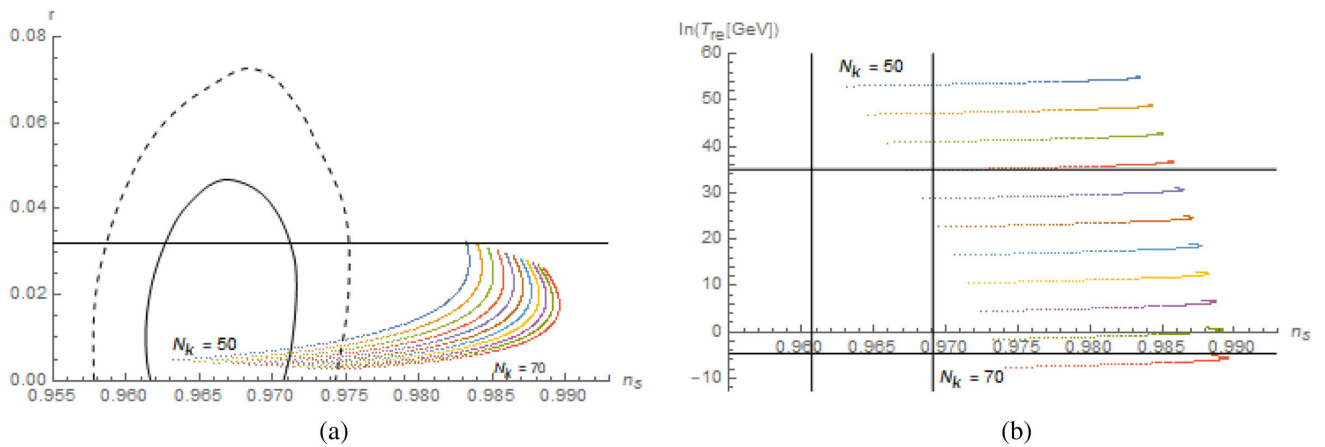 r
0.08
0.06
0.04
0.02
0.00
0.955 0.960 0.965 0.970 0.975 0.980 0.985 0.990
n_s
N_k = 50
N_k = 70
(a)
ln(T_re[GeV])
60
50
40
30
20
10
0
-10
0.960 0.965 0.970 0.975 0.980 0.985 0.990
n_s
N_k = 50
N_k = 70
(b)